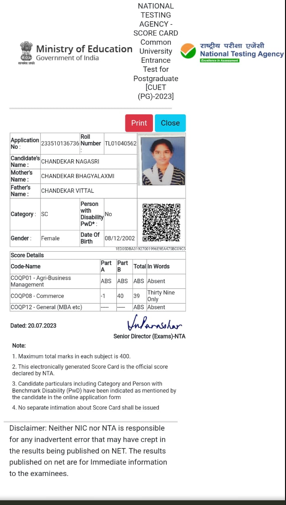 NATIONAL
TESTING
AGENCY -
SCORE CARD
Common
University
Entrance
Test for
Postgraduate
[CUET
(PG)-2023]
Ministry of Education
Government of India
राष्ट्रीय परीक्षा एजेंसी
National Testing Agency
Excellence in Assessment
Print
Close
Application No : 233510136736 Roll Number TL01040562
Candidate's Name : CHANDEKAR NAGASRI
Mother's Name : CHANDEKAR BHAGYALAXMI
Father's Name : CHANDEKAR VITTAL
Category : SC Person with Disability PwD* : No
Gender : Female Date Of Birth 08/12/2002
Score Details
Code-Name Part A Part B Total In Words
COQP01 - Agri-Business Management ABS ABS ABS Absent
COQP08 - Commerce -1 40 39 Thirty Nine Only
COQP12 - General (MBA etc) ---- ---- ABS Absent
Dated: 20.07.2023
Senior Director (Exams)-NTA
Note:
1. Maximum total marks in each subject is 400.
2. This electronically generated Score Card is the official score
declared by NTA.
3. Candidate particulars including Category and Person with
Benchmark Disability (PwD) have been indicated as mentioned by
the candidate in the online application form
4. No separate intimation about Score Card shall be issued
Disclaimer: Neither NIC nor NTA is responsible
for any inadvertent error that may have crept in
the results being published on NET. The results
published on net are for Immediate information
to the examinees.